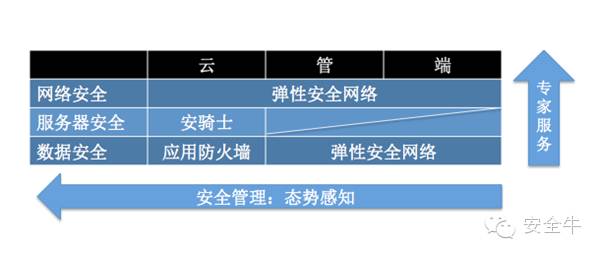 云 管 端
网络安全 弹性安全网络
服务器安全 安骑士
数据安全 应用防火墙 弹性安全网络
专家服务
安全管理：态势感知
安全牛